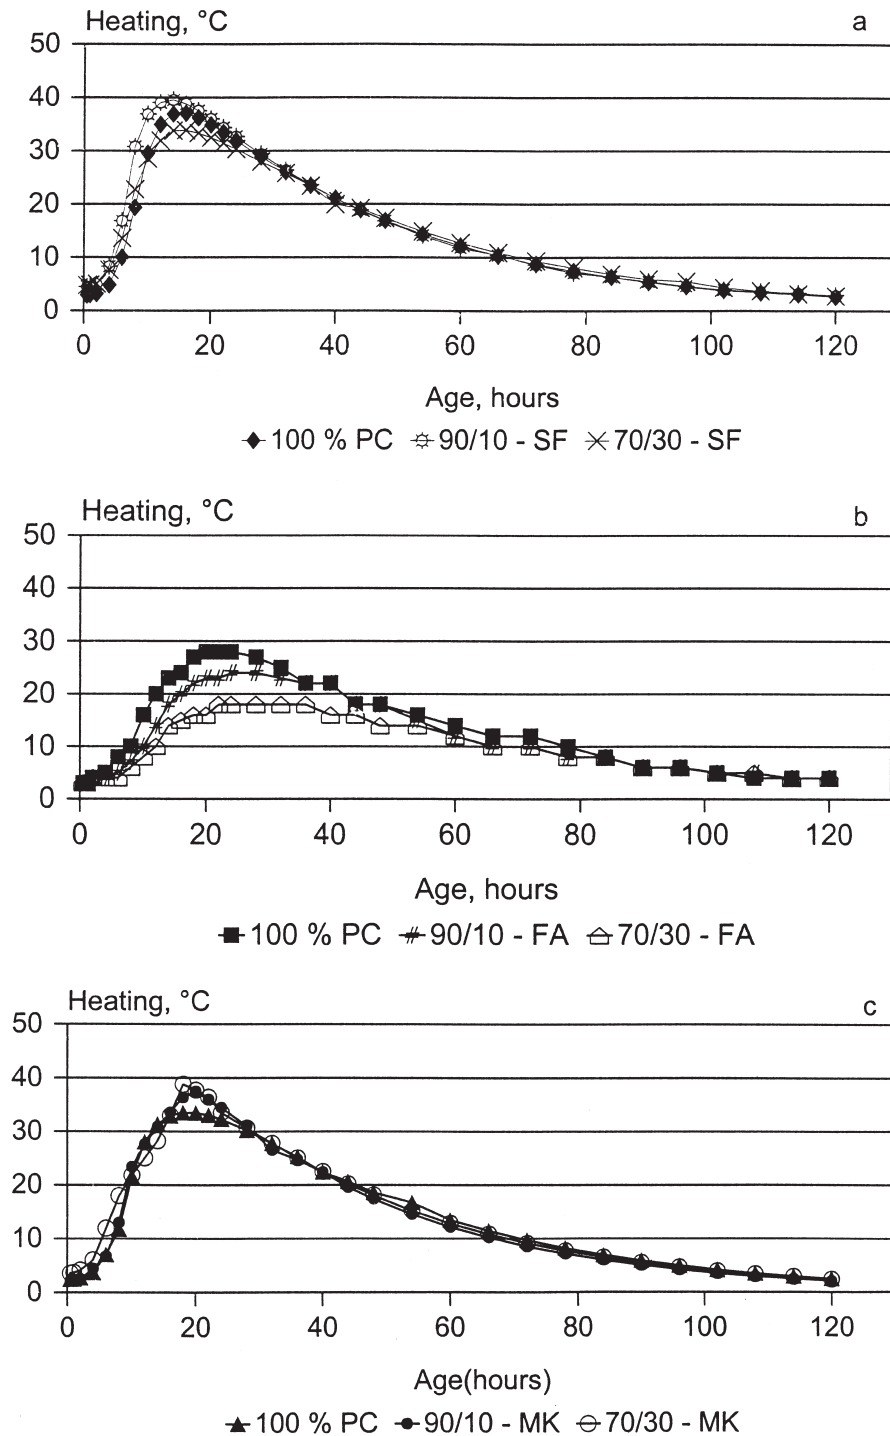 Heating, °C
a
50
40
30
20
10
0
0 20 40 60 80 100 120
Age, hours
100 % PC 90/10 - SF 70/30 - SF
Heating, °C
b
50
40
30
20
10
0
0 20 40 60 80 100 120
Age, hours
100 % PC 90/10 - FA 70/30 - FA
Heating, °C
c
50
40
30
20
10
0
0 20 40 60 80 100 120
Age(hours)
100 % PC 90/10 - MK 70/30 - MK